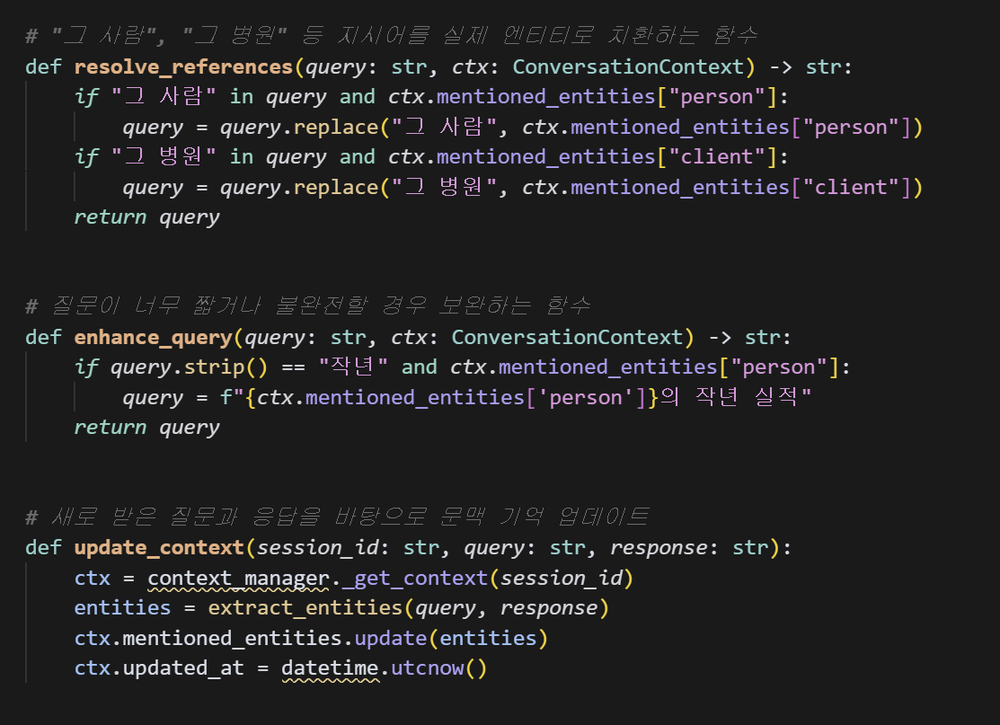 # "그 사람", "그 병원" 등 지시어를 실제 엔티티로 치환하는 함수
def resolve_references(query: str, ctx: ConversationContext) -> str:
    if "그 사람" in query and ctx.mentioned_entities["person"]:
        query = query.replace("그 사람", ctx.mentioned_entities["person"])
    if "그 병원" in query and ctx.mentioned_entities["client"]:
        query = query.replace("그 병원", ctx.mentioned_entities["client"])
    return query
# 질문이 너무 짧거나 불완전할 경우 보완하는 함수
def enhance_query(query: str, ctx: ConversationContext) -> str:
    if query.strip() == "작년" and ctx.mentioned_entities["person"]:
        query = f"{ctx.mentioned_entities['person']}의 작년 실적"
    return query
# 새로 받은 질문과 응답을 바탕으로 문맥 기억 업데이트
def update_context(session_id: str, query: str, response: str):
    ctx = context_manager._get_context(session_id)
    entities = extract_entities(query, response)
    ctx.mentioned_entities.update(entities)
    ctx.updated_at = datetime.utcnow()